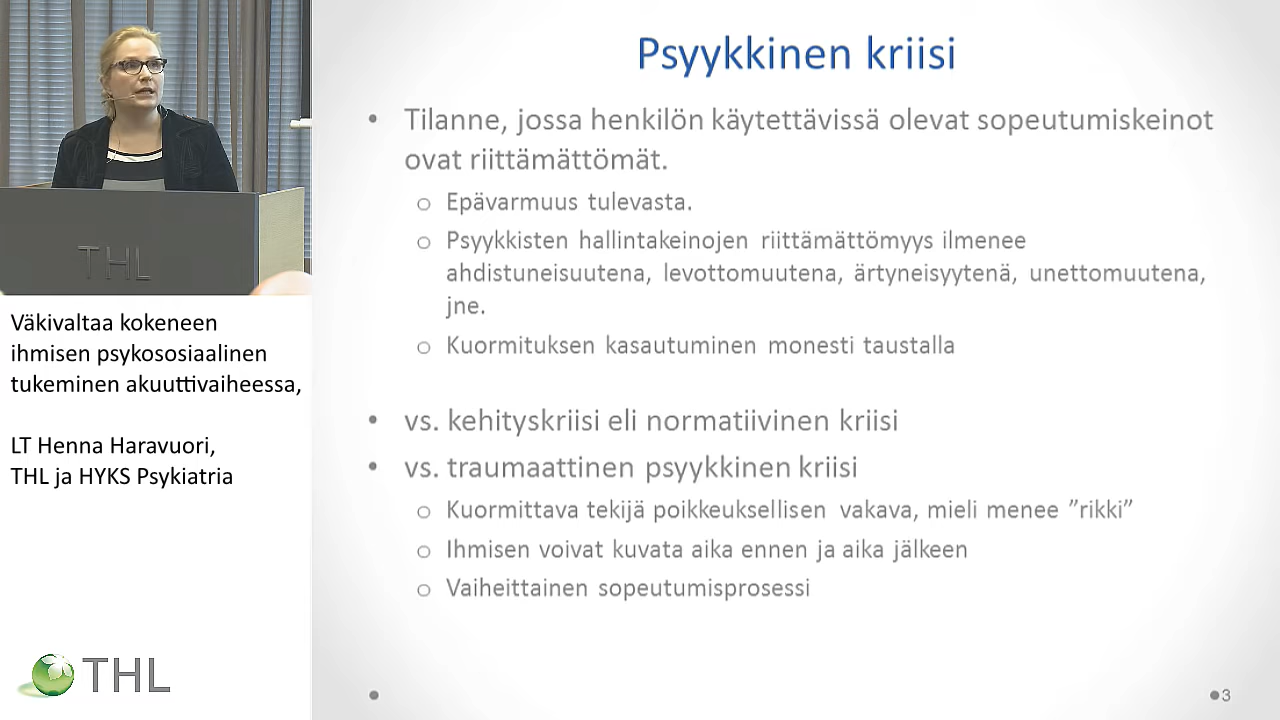 THL
Väkivaltaa kokeneen
ihmisen psykososiaalinen
tukeminen akuuttivaiheessa,
LT Henna Haravuori,
THL ja HYKS Psykiatria
THL
Psyykkinen kriisi
• Tilanne, jossa henkilön käytettävissä olevat sopeutumiskeinot
ovat riittämättömät.
o Epävarmuus tulevasta.
o Psyykkisten hallintakeinojen riittämättömyys ilmenee
ahdistuneisuutena, levottomuutena, ärtyneisyytenä, unettomuutena,
jne.
o Kuormituksen kasautuminen monesti taustalla
• vs. kehityskriisi eli normatiivinen kriisi
• vs. traumaattinen psyykkinen kriisi
o Kuormittava tekijä poikkeuksellisen vakava, mieli menee ”rikki”
o Ihmisen voivat kuvata aika ennen ja aika jälkeen
o Vaiheittainen sopeutumisprosessi
3